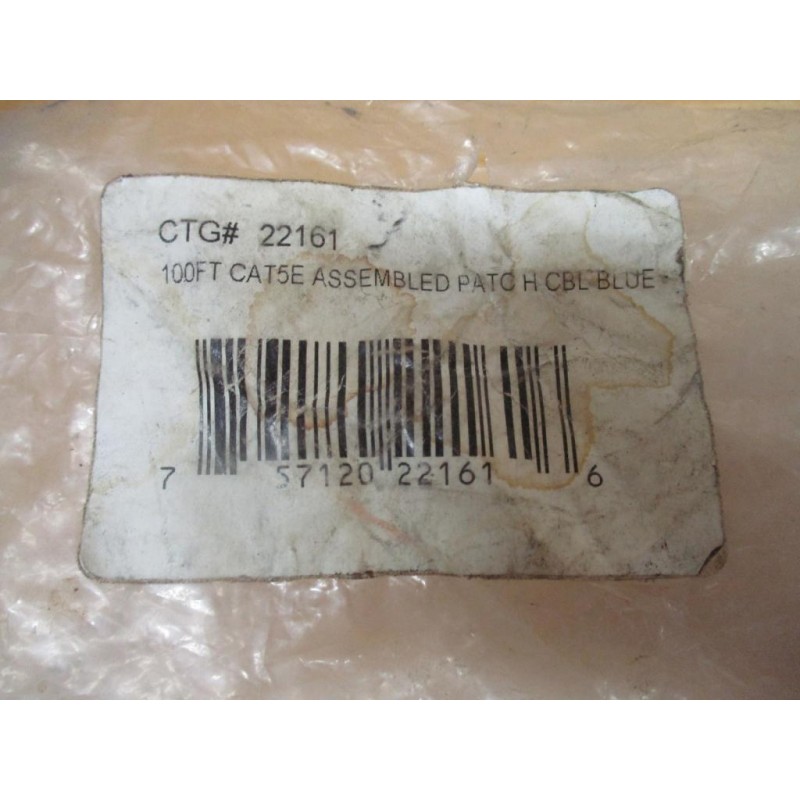 CTG# 22161
100FT CAT5E ASSEMBLED PATC H CBL BLUE
7 57120 22161 6